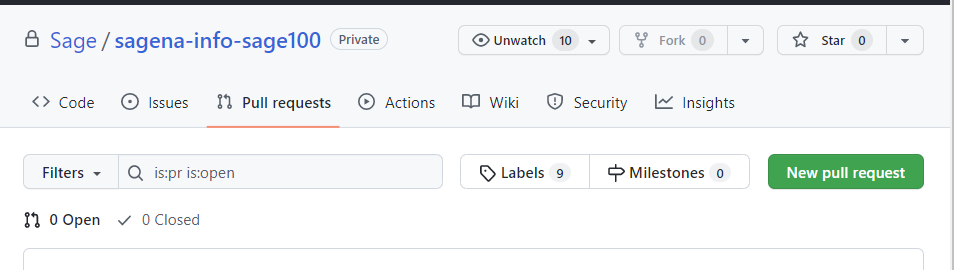 Sage / sagena-info-sage100 Private Unwatch 10 Fork 0 Star 0
Code Issues Pull requests Actions Wiki Security Insights
Filters is:pr is:open Labels 9 Milestones 0 New pull request
0 Open 0 Closed